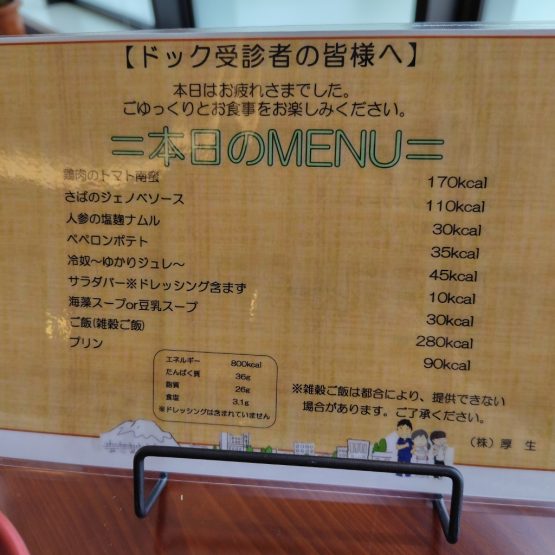 【ドック受診者の皆様へ】
本日はお疲れさまでした。
ごゆっくりとお食事をお楽しみください。
=本日のMENU=
鶏肉のトマト南蛮 170kcal
さばのジェノベソース 110kcal
人参の塩麹ナムル 30kcal
ペペロンポテト 35kcal
冷奴～ゆかりジュレ～ 45kcal
サラダバー※ドレッシング含まず 10kcal
海藻スープor豆乳スープ 30kcal
ご飯(雑穀ご飯) 280kcal
プリン 90kcal
エネルギー 800kcal
たんぱく質 36g
脂質 26g
食塩 3.1g
※ドレッシングは含まれていません
※雑穀ご飯は都合により、提供できない
場合があります。ご了承ください。
(株)厚生